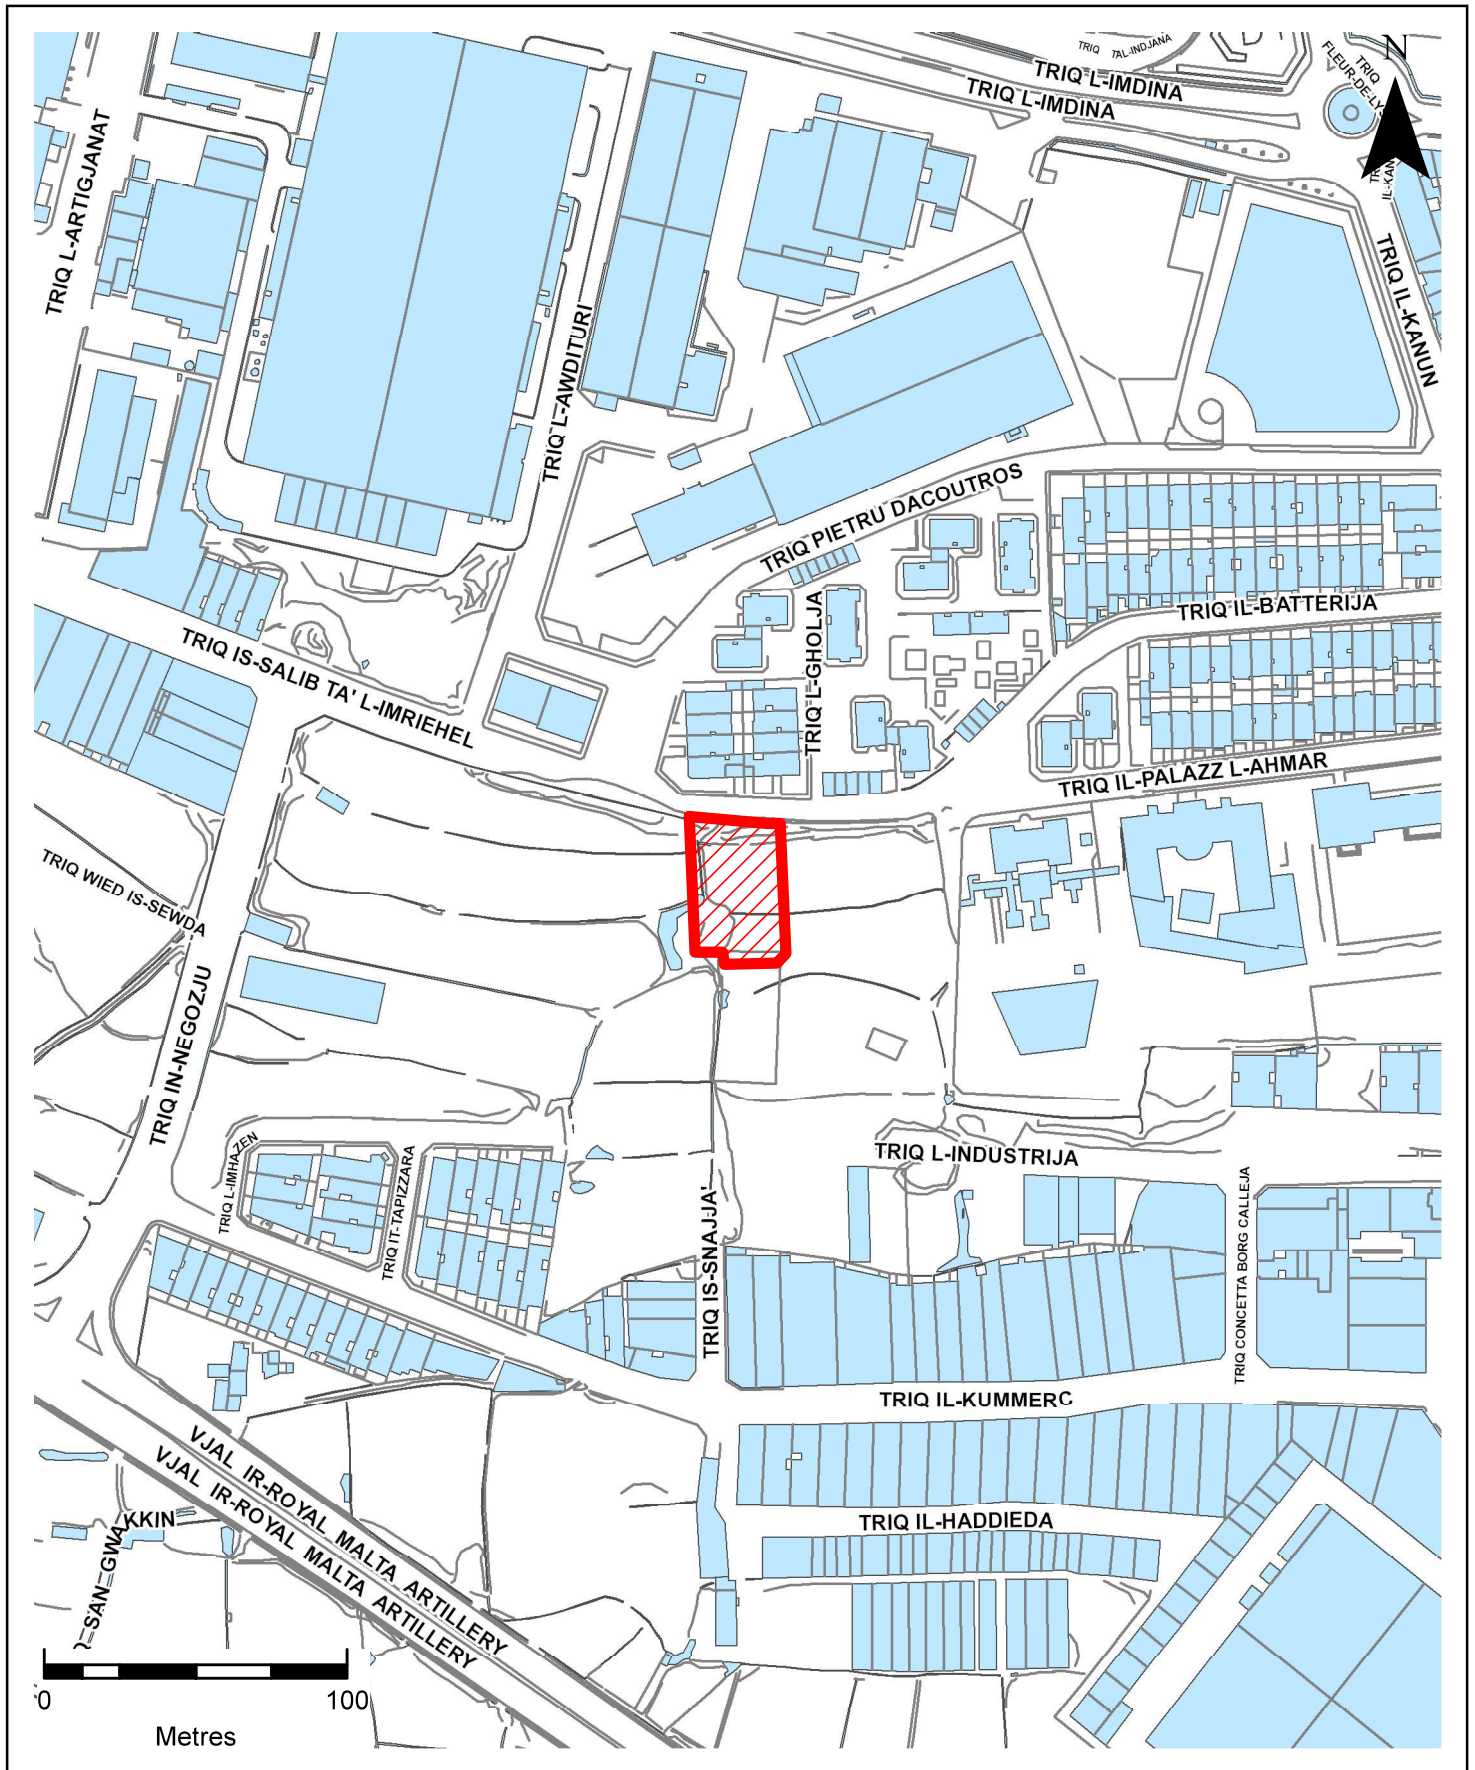 TRIQ TAL-INDJANA
TRIQ L-IMDINA
TRIQ L-IMDINA
TRIQ
FLEUR-DE-LYS
N
TRIQ L-ARTIGJANAT
IL-KAN
TRIQ IL-KANUN
TRIQ L-AWDITURI
TRIQ PIETRU DACOUTROS
TRIQ L-GHOLJA
TRIQ IL-BATTERIJA
TRIQ IS-SALIB TA' L-IMRIEHEL
TRIQ IL-PALAZZ L-AHMAR
TRIQ WIED IS-SEWDA
TRIQ IN-NEGOZJU
TRIQ L-IMHAZEN
TRIQ IT-TAPIZZARA
TRIQ L-INDUSTRIJA
TRIQ IS-SNAJJA'
TRIQ CONCETTA BORG CALLEJA
TRIQ IL-KUMMERC
VJAL IR-ROYAL MALTA ARTILLERY
VJAL IR-ROYAL MALTA ARTILLERY
TRIQ IL-HADDIEDA
Q-SAN-GWAKKIN
0 100
Metres